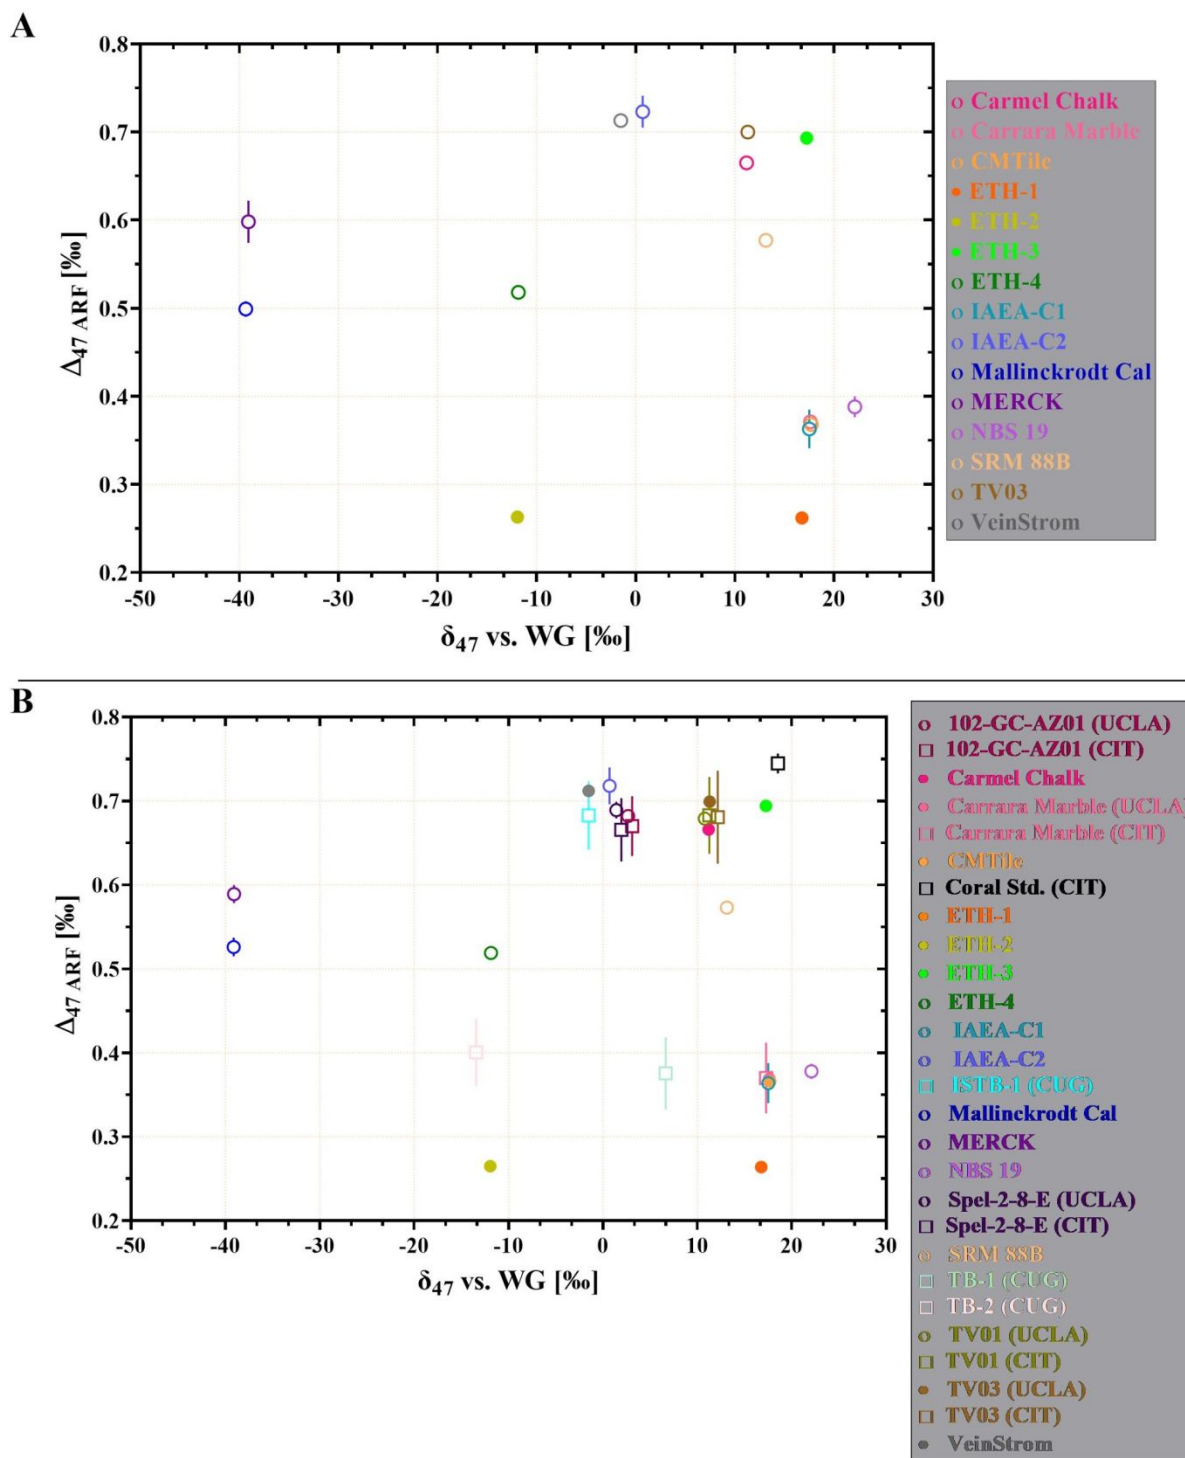 A
0.8
0.7
0.6
0.5
0.4
0.3
0.2
Δ47 ARF [‰]
-50 -40 -30 -20 -10 0 10 20 30
δ47 vs. WG [‰]
Carmel Chalk
Carrara Marble
CMTile
ETH-1
ETH-2
ETH-3
ETH-4
IAEA-C1
IAEA-C2
Mallinckrodt Cal
MERCK
NBS 19
SRM 88B
TV03
VeinStrom
B
0.8
0.7
0.6
0.5
0.4
0.3
0.2
Δ47 ARF [‰]
-50 -40 -30 -20 -10 0 10 20 30
δ47 vs. WG [‰]
102-GC-AZ01 (UCLA)
102-GC-AZ01 (CIT)
Carmel Chalk
Carrara Marble (UCLA)
Carrara Marble (CIT)
CMTile
Coral Std. (CIT)
ETH-1
ETH-2
ETH-3
ETH-4
IAEA-C1
IAEA-C2
ISTB-1 (CUG)
Mallinckrodt Cal
MERCK
NBS 19
Spel-2-8-E (UCLA)
Spel-2-8-E (CIT)
SRM 88B
TB-1 (CUG)
TB-2 (CUG)
TV01 (UCLA)
TV01 (CIT)
TV03 (UCLA)
TV03 (CIT)
VeinStrom